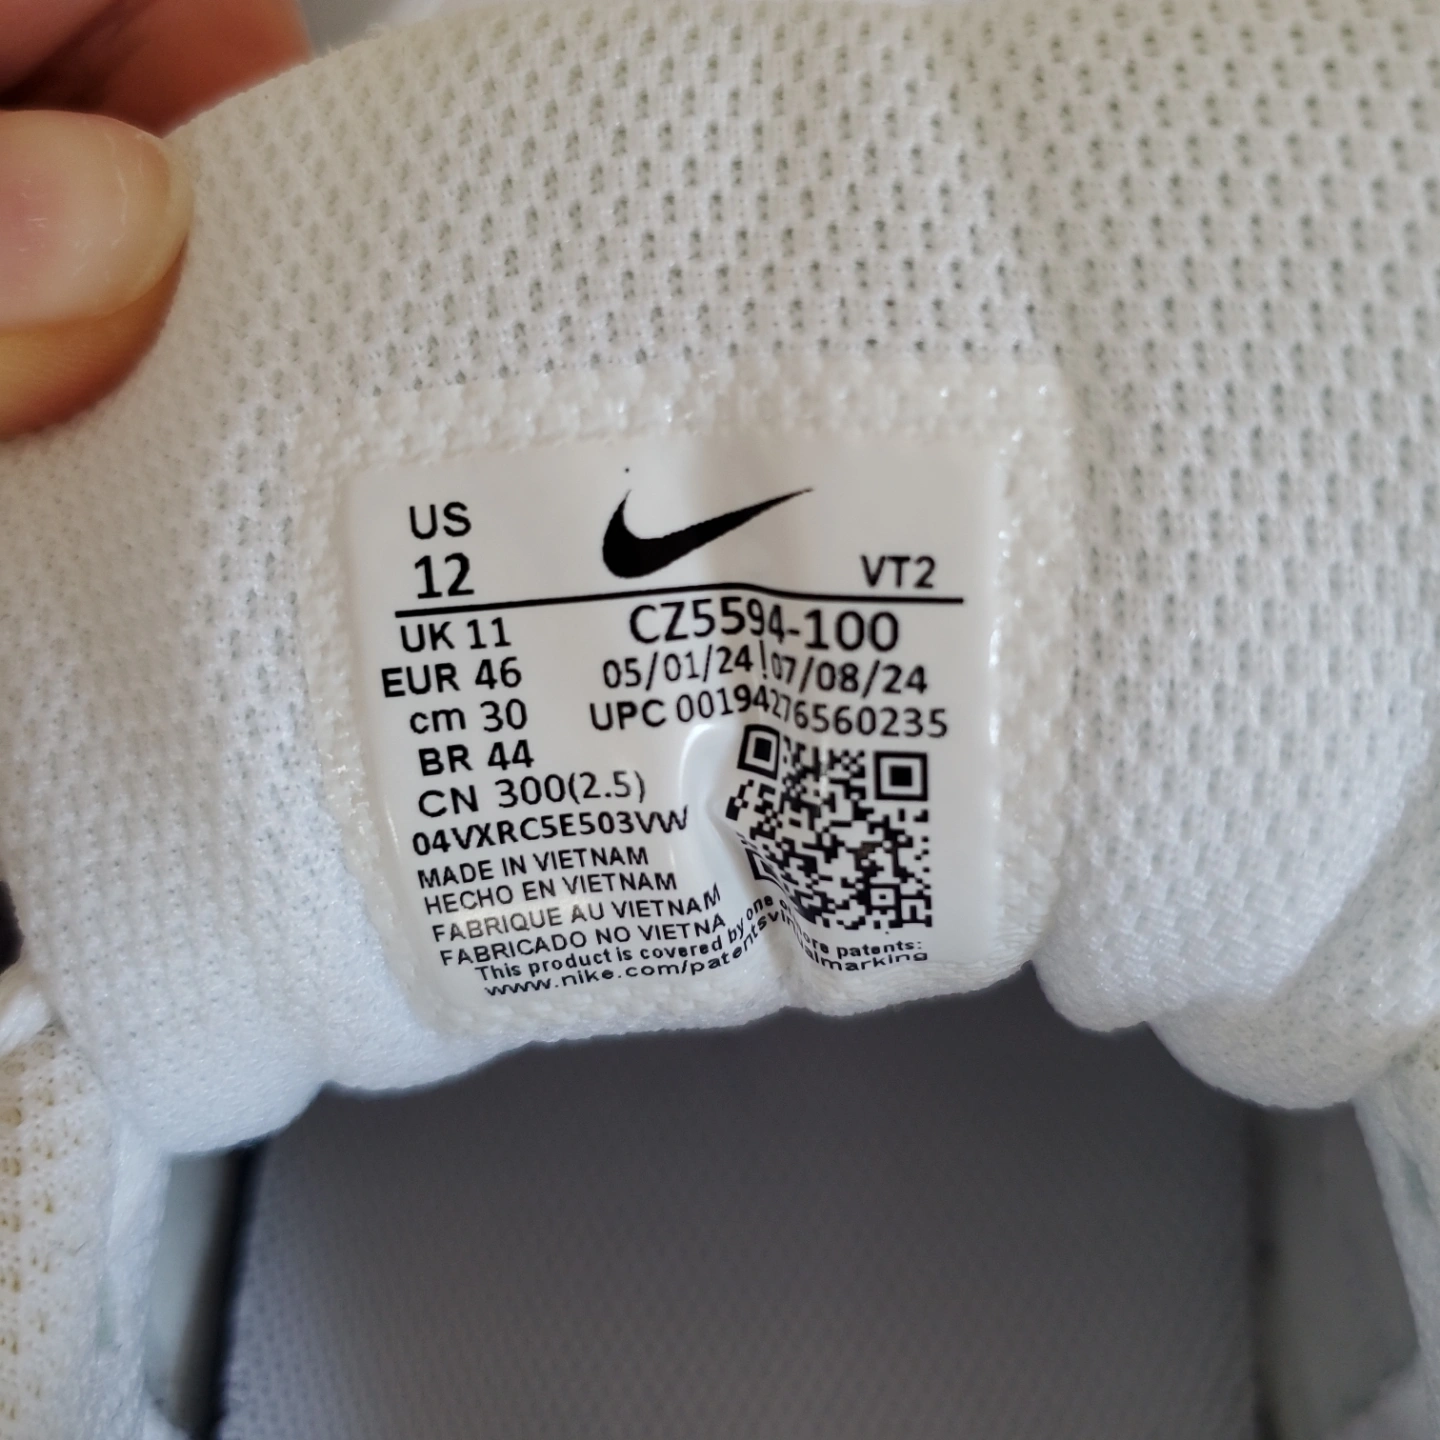 US
12
VT2
UK 11
CZ5594-100
EUR 46
05/01/24 07/08/24
cm 30
UPC 00194276560235
BR 44
CN 300(2.5)
04VXRC5E503VW
MADE IN VIETNAM
HECHO EN VIETNAM
FABRIQUE AU VIETNAM
FABRICADO NO VIETNA
This product is covered by one or more patents:
www.nike.com/patentsvirtualmarking